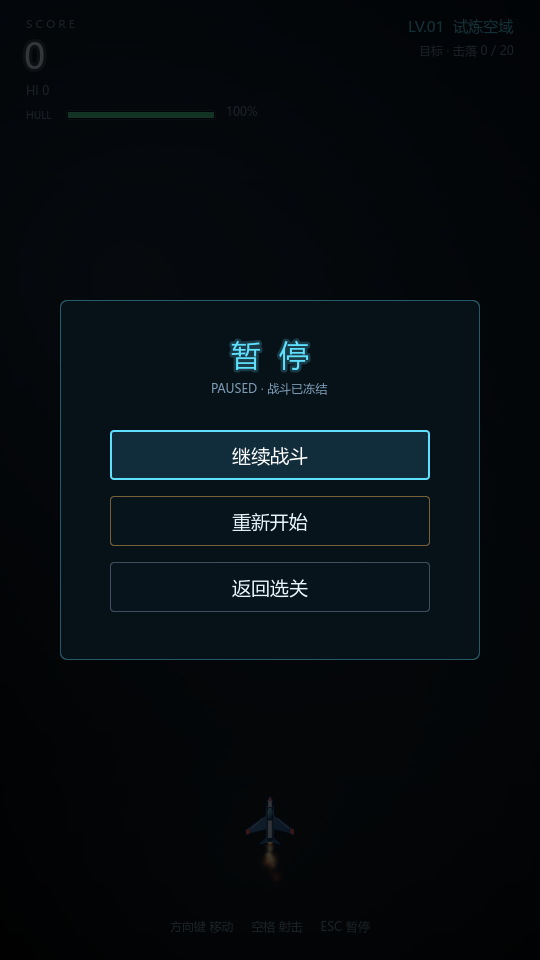 SCORE
0
HI 0
HULL 100%
LV.01 试炼空域
目标 · 击落 0 / 20
暂 停
PAUSED · 战斗已冻结
继续战斗
重新开始
返回选关
方向键 移动 空格 射击 ESC 暂停